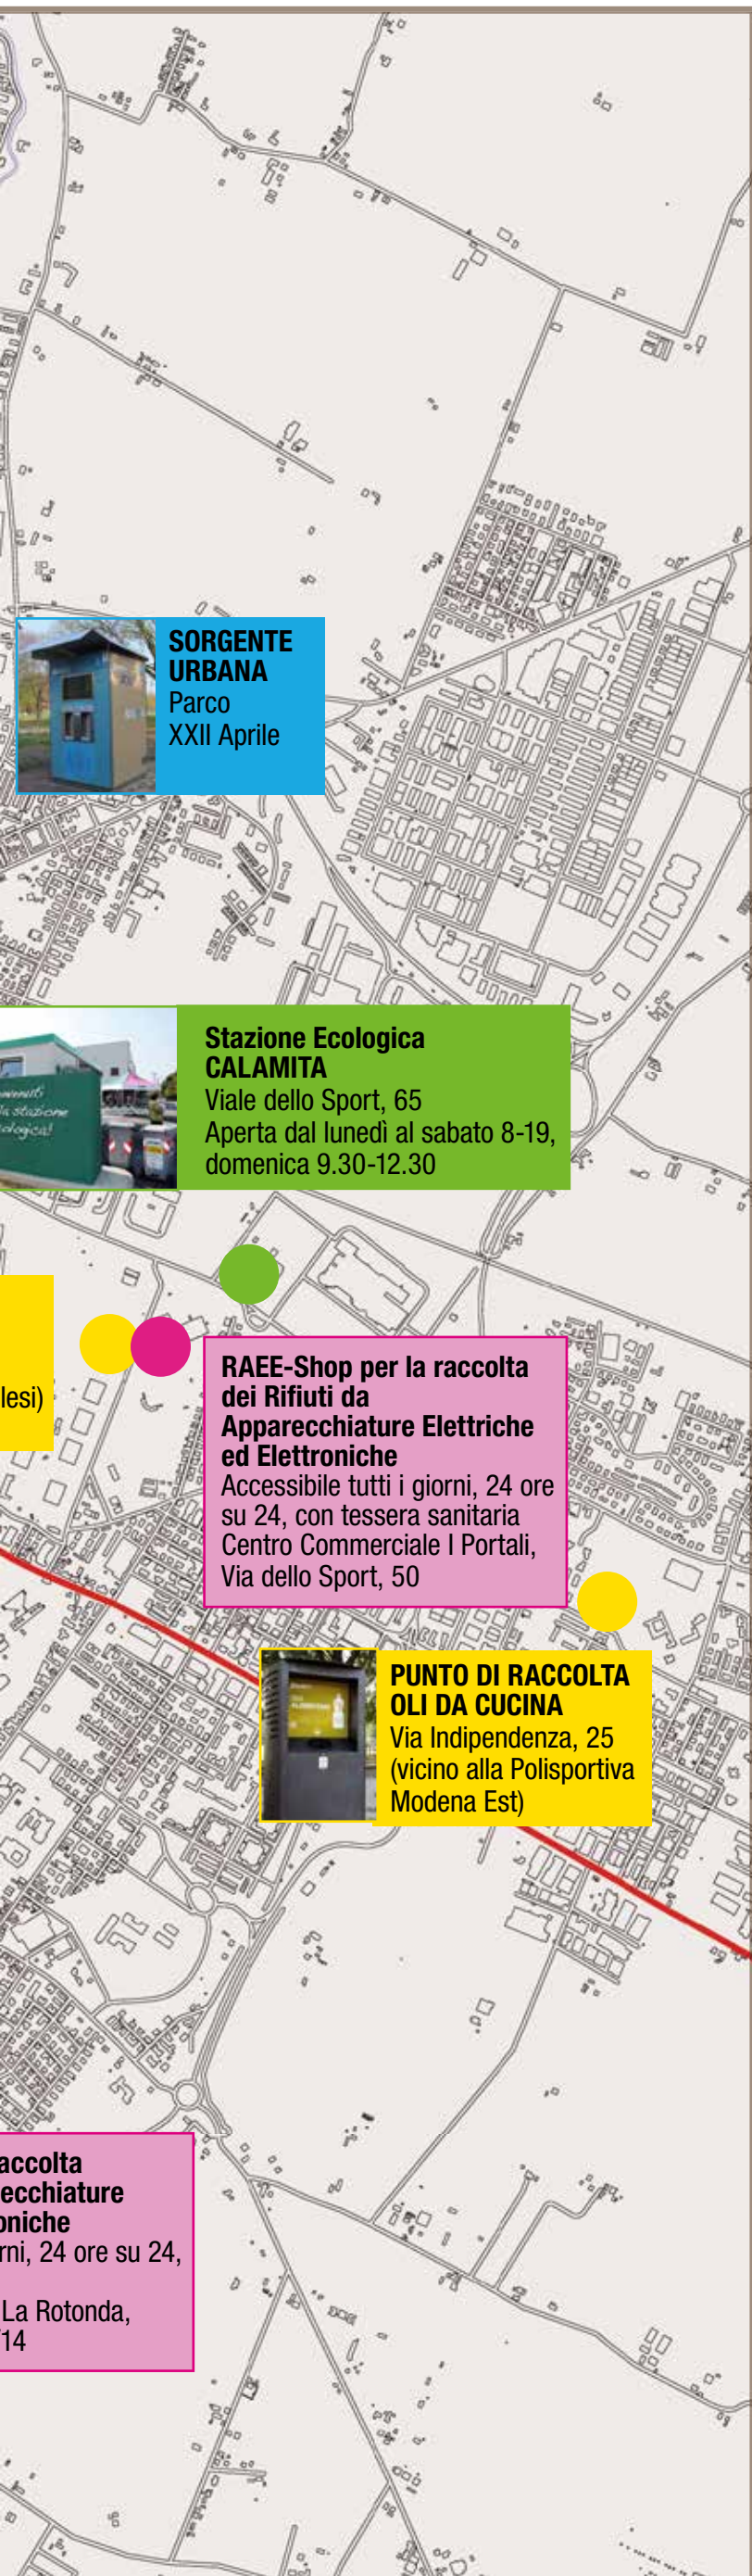 SORGENTE
URBANA
Parco
XXII Aprile
la stazione
Stazione Ecologica
CALAMITA
Viale dello Sport, 65
Aperta dal lunedì al sabato 8-19,
domenica 9.30-12.30
lesi)
RAEE-Shop per la raccolta
dei Rifiuti da
Apparecchiature Elettriche
ed Elettroniche
Accessibile tutti i giorni, 24 ore
su 24, con tessera sanitaria
Centro Commerciale I Portali,
Via dello Sport, 50
PUNTO DI RACCOLTA
OLI DA CUCINA
Via Indipendenza, 25
(vicino alla Polisportiva
Modena Est)
accolta
ecchiature
oniche
rni, 24 ore su 24,
La Rotonda,
/14